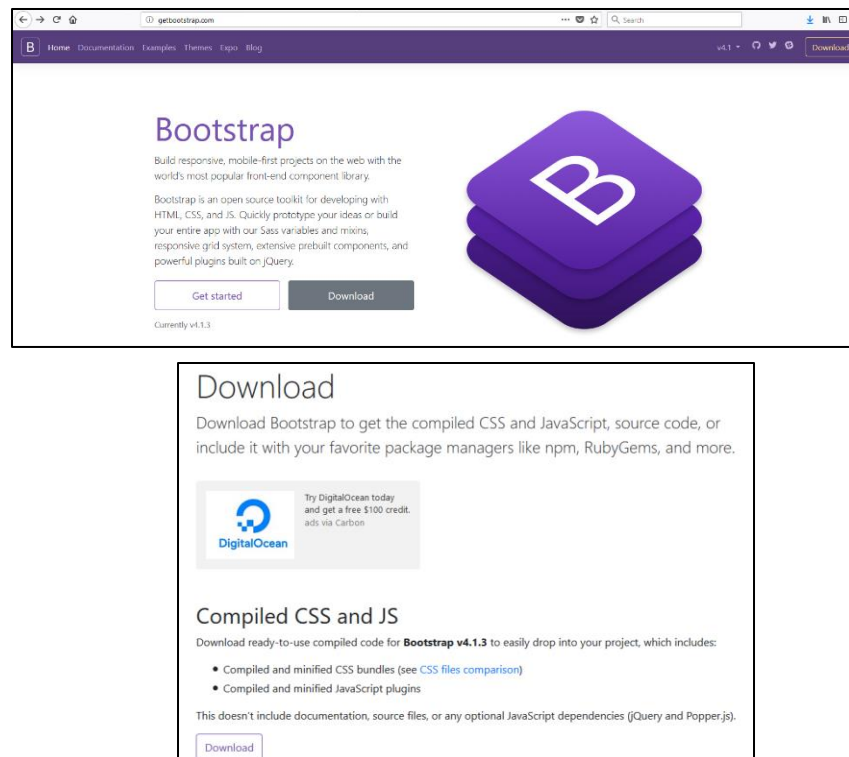 getbootstrap.com
Search
B Home Documentation Examples Themes Expo Blog
v4.1
Download
Bootstrap
Build responsive, mobile-first projects on the web with the
world's most popular front-end component library.
Bootstrap is an open source toolkit for developing with
HTML, CSS, and JS. Quickly prototype your ideas or build
your entire app with our Sass variables and mixins,
responsive grid system, extensive prebuilt components, and
powerful plugins built on jQuery.
Get started
Download
Currently v4.1.3
B
Download
Download Bootstrap to get the compiled CSS and JavaScript, source code, or
include it with your favorite package managers like npm, RubyGems, and more.
Try DigitalOcean today
and get a free $100 credit.
ads via Carbon
DigitalOcean
Compiled CSS and JS
Download ready-to-use compiled code for Bootstrap v4.1.3 to easily drop into your project, which includes:
• Compiled and minified CSS bundles (see CSS files comparison)
• Compiled and minified JavaScript plugins
This doesn't include documentation, source files, or any optional JavaScript dependencies (jQuery and Popper.js).
Download